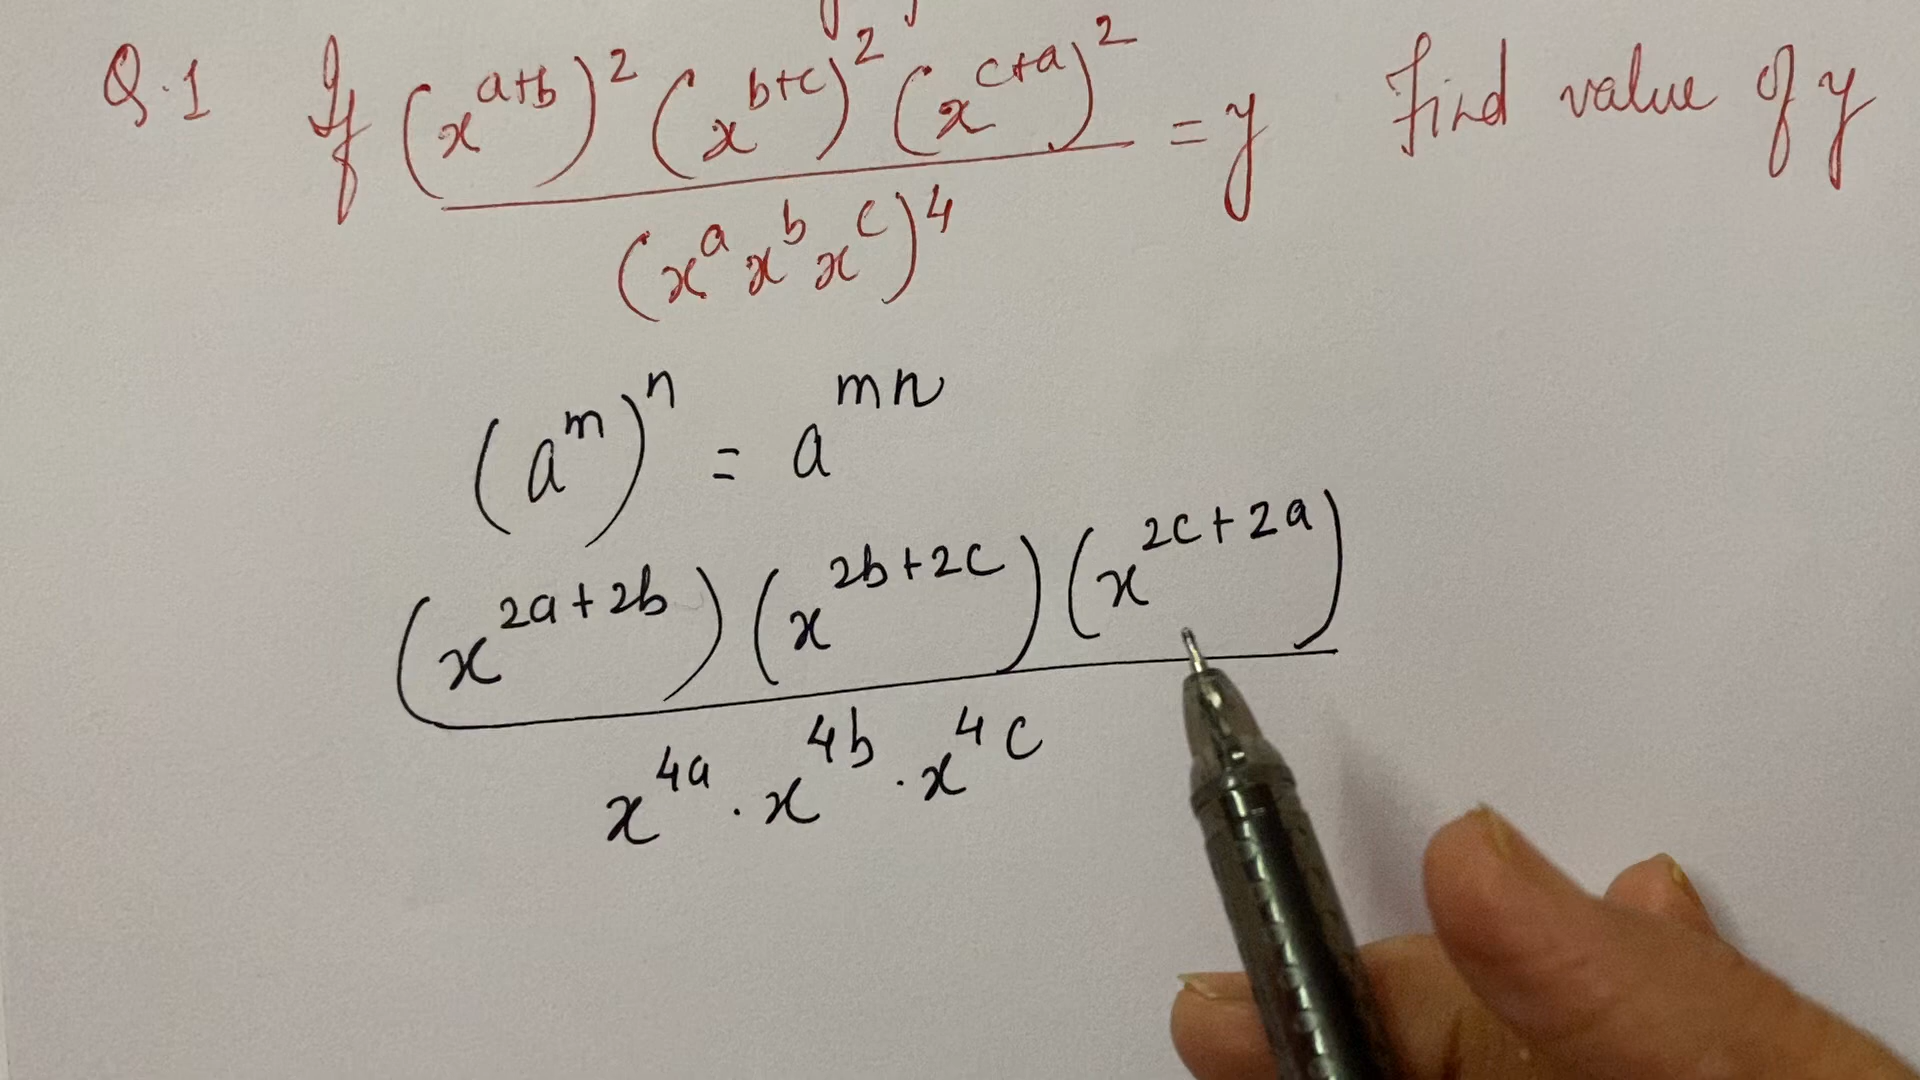 Q.1 If (x^{a+b})^2 (x^{b+c})^2 (x^{c+a})^2 = y Find value of y
(x^a x^b x^c)^4
(a^m)^n = a^{mn}
(x^{2a+2b}) (x^{2b+2c}) (x^{2c+2a})
x^{4a} . x^{4b} . x^{4c}